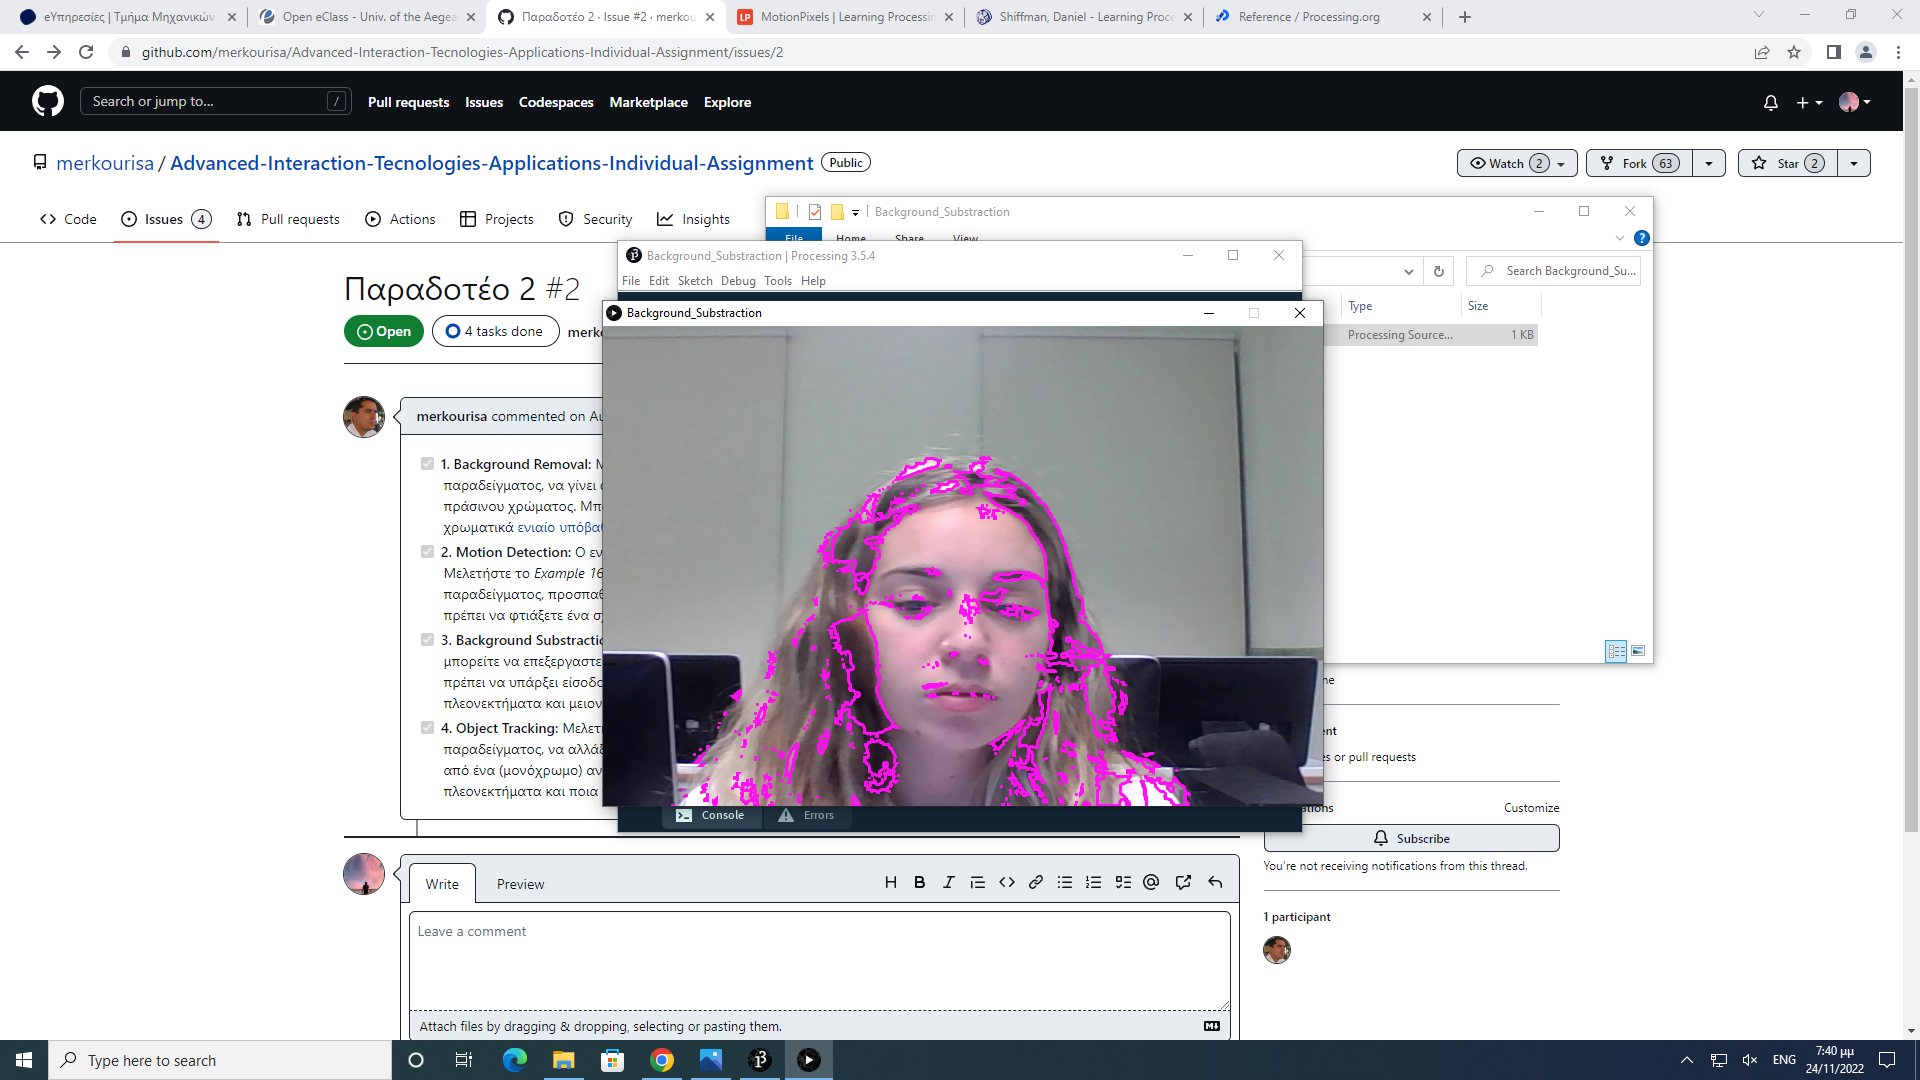 eΥπηρεσίες | Τμήμα Μηχανικών
Open eClass - Univ. of the Aegea
Παραδοτέο 2 · Issue #2 · merkou
MotionPixels | Learning Processin
Shiffman, Daniel - Learning Proce
Reference / Processing.org
github.com/merkourisa/Advanced-Interaction-Tecnologies-Applications-Individual-Assignment/issues/2
Search or jump to...
/
Pull requests
Issues
Codespaces
Marketplace
Explore
merkourisa / Advanced-Interaction-Tecnologies-Applications-Individual-Assignment
Public
Watch 2
Fork 63
Star 2
Code
Issues 4
Pull requests
Actions
Projects
Security
Insights
Background_Substraction
File
Home
Share
View
Search Background_Su...
Type
Size
Processing Source...
1 KB
Background_Substraction | Processing 3.5.4
File Edit Sketch Debug Tools Help
Background_Substraction
Παραδοτέο 2 #2
Open
4 tasks done
merko
merkourisa commented on Au
1. Background Removal: Μ
παραδείγματος, να γίνει
πράσινου χρώματος. Μπ
χρωματικά ενιαίο υπόβα
2. Motion Detection: Ο εν
Μελετήστε το Example 16
παραδείγματος, προσπαθ
πρέπει να φτιάξετε ένα σ
3. Background Substractio
μπορείτε να επεξεργαστε
πρέπει να υπάρξει είσοδο
πλεονεκτήματα και μειον
4. Object Tracking: Μελετ
παραδείγματος, να αλλάξ
από ένα (μονόχρωμο) αν
πλεονεκτήματα και ποια
Console
Errors
ne
ent
es or pull requests
ations
Customize
Subscribe
You're not receiving notifications from this thread.
1 participant
Write
Preview
Leave a comment
Attach files by dragging & dropping, selecting or pasting them.
Type here to search
ENG
7:40 μμ
24/11/2022